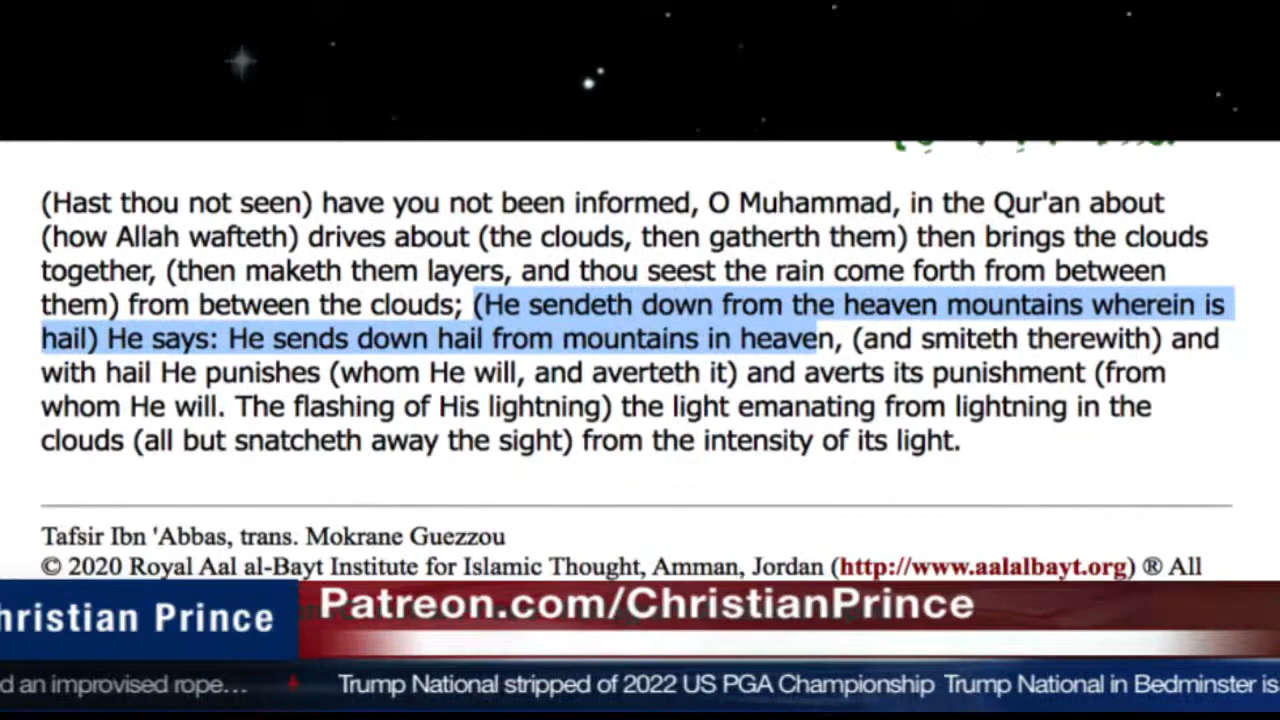 (Hast thou not seen) have you not been informed, O Muhammad, in the Qur'an about
(how Allah wafteth) drives about (the clouds, then gatherth them) then brings the clouds
together, (then maketh them layers, and thou seest the rain come forth from between
them) from between the clouds; (He sendeth down from the heaven mountains wherein is
hail) He says: He sends down hail from mountains in heaven, (and smiteth therewith) and
with hail He punishes (whom He will, and averteth it) and averts its punishment (from
whom He will. The flashing of His lightning) the light emanating from lightning in the
clouds (all but snatcheth away the sight) from the intensity of its light.
Tafsir Ibn 'Abbas, trans. Mokrane Guezzou
© 2020 Royal Aal al-Bayt Institute for Islamic Thought, Amman, Jordan (http://www.aalalbayt.org) ® All
hristian Prince
Patreon.com/ChristianPrince
d an improvised rope... Trump National stripped of 2022 US PGA Championship Trump National in Bedminster is